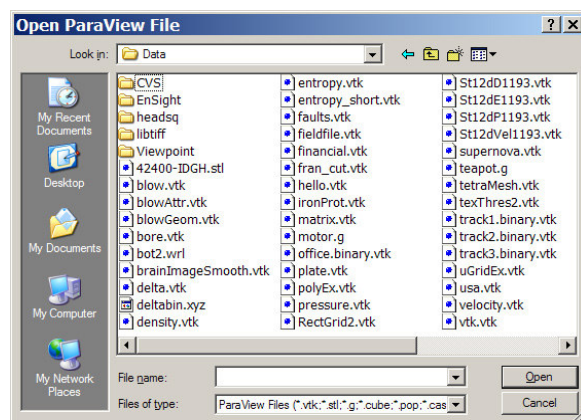 Open ParaView File
Look in:
Data
My Recent
Documents
Desktop
My Documents
My Computer
My Network
Places
CVS
EnSight
headsq
libtiff
Viewpoint
42400-IDGH.stl
blow.vtk
blowAttr.vtk
blowGeom.vtk
bore.vtk
bot2.wrl
brainImageSmooth.vtk
delta.vtk
deltabin.xyz
density.vtk
entropy.vtk
entropy_short.vtk
faults.vtk
fieldfile.vtk
financial.vtk
fran_cut.vtk
hello.vtk
ironProt.vtk
matrix.vtk
motor.g
office.binary.vtk
plate.vtk
polyEx.vtk
pressure.vtk
RectGrid2.vtk
St12dD1193.vtk
St12dE1193.vtk
St12dP1193.vtk
St12dVel1193.vtk
supernova.vtk
teapot.g
tetraMesh.vtk
texThres2.vtk
track1.binary.vtk
track2.binary.vtk
track3.binary.vtk
uGridEx.vtk
usa.vtk
velocity.vtk
vtk.vtk
File name:
Open
Files of type:
ParaView Files (*.vtk;*.stl;*.g;*.cube;*.pop;*.cas
Cancel